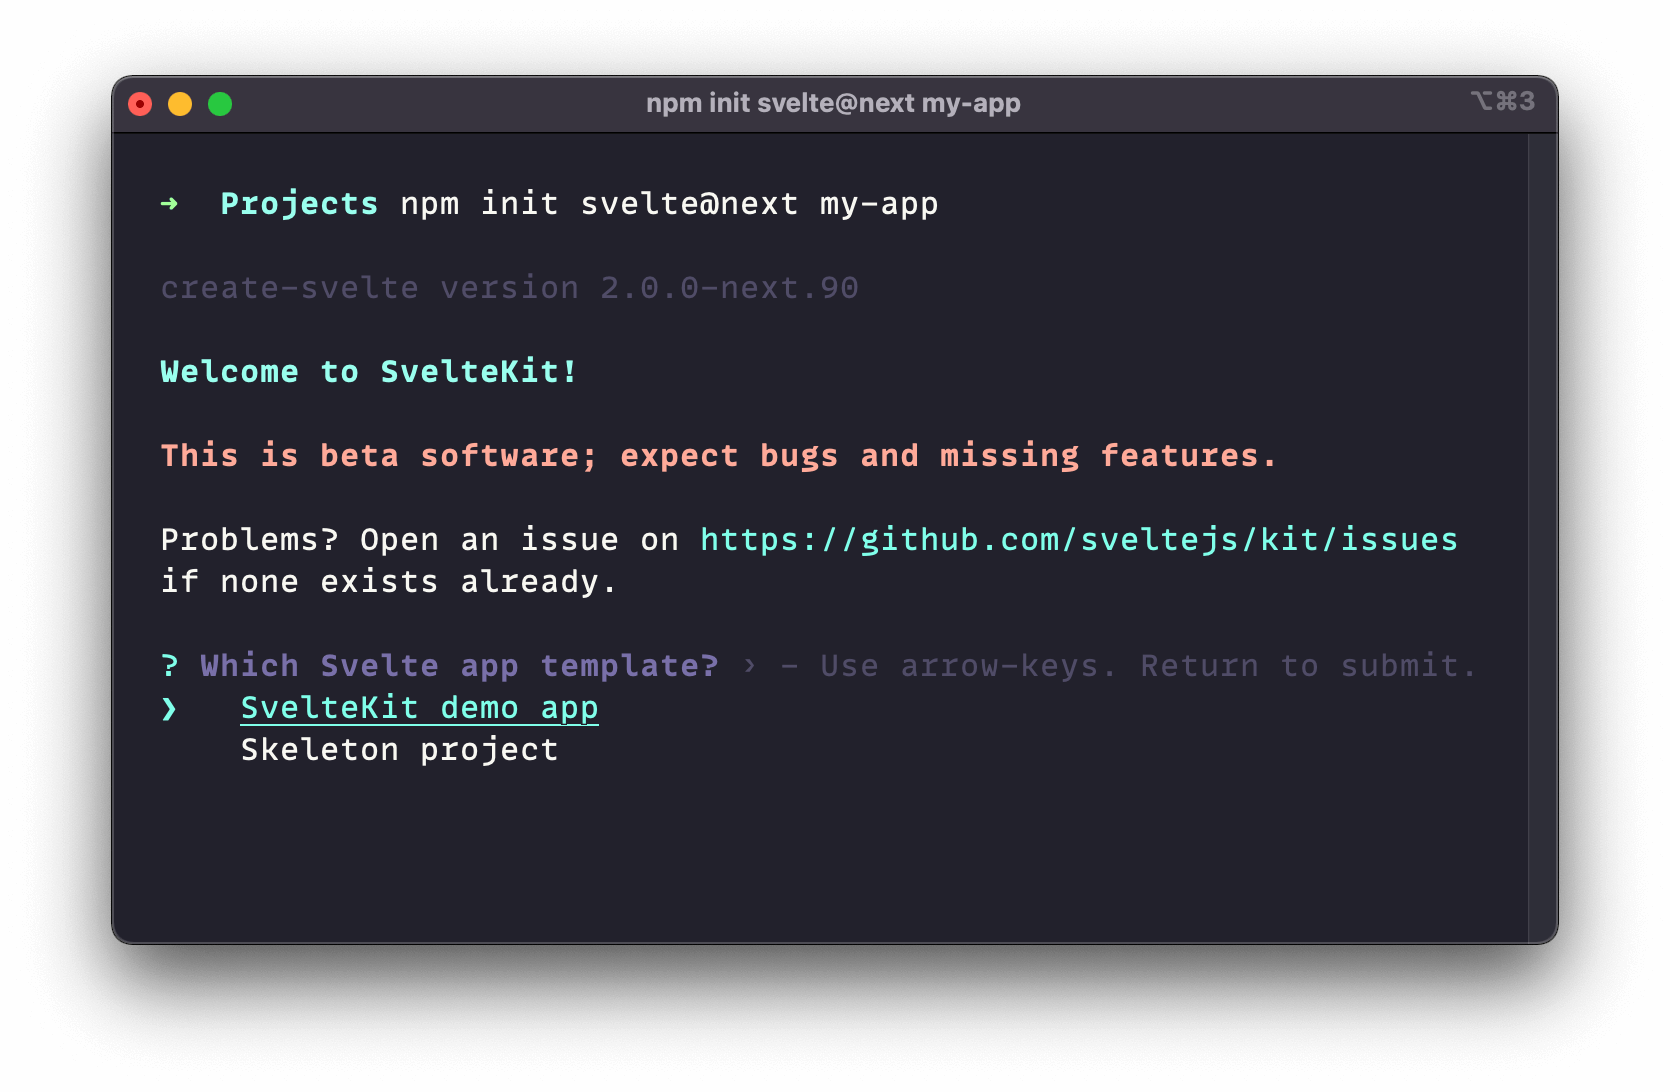 npm init svelte@next my-app ⌥⌘3
➜ Projects npm init svelte@next my-app
create-svelte version 2.0.0-next.90
Welcome to SvelteKit!
This is beta software; expect bugs and missing features.
Problems? Open an issue on https://github.com/sveltejs/kit/issues
if none exists already.
? Which Svelte app template? › - Use arrow-keys. Return to submit.
❯ SvelteKit demo app
Skeleton project